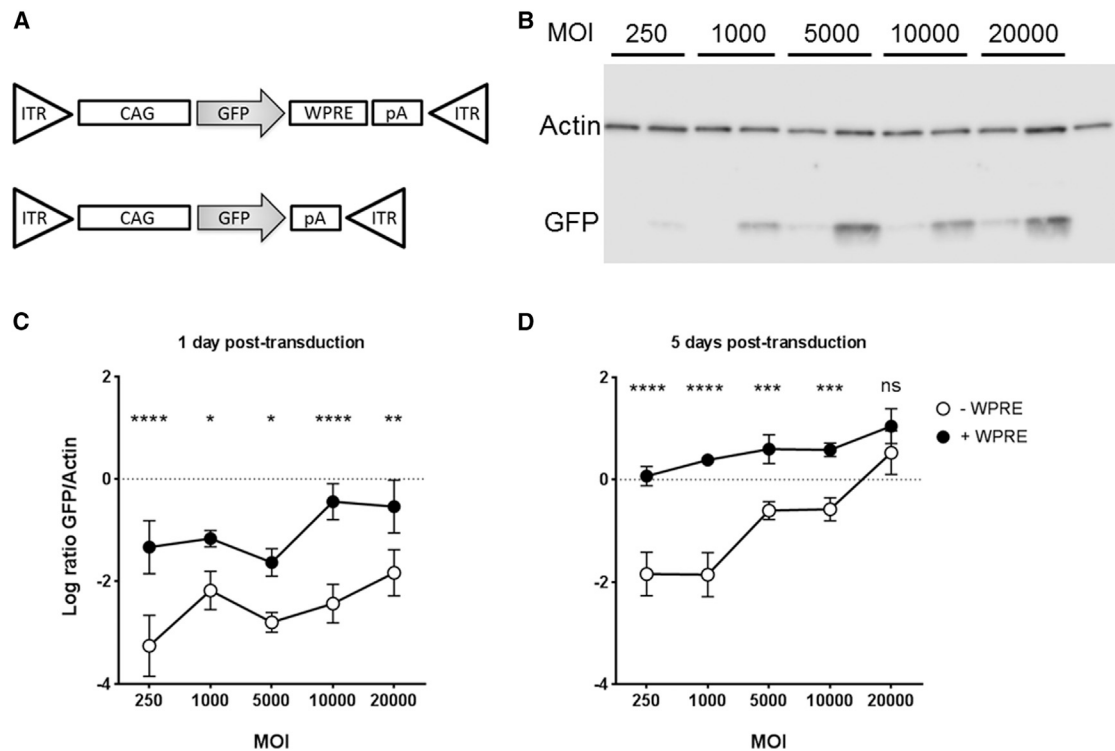 A
ITR CAG GFP WPRE pA ITR
ITR CAG GFP pA ITR
B
MOI 250 1000 5000 10000 20000
Actin
GFP
C
1 day post-transduction
**** * * **** **
2
0
-2
-4
Log ratio GFP/Actin
250 1000 5000 10000 20000
MOI
D
5 days post-transduction
**** **** *** *** ns
2
0
-2
-4
250 1000 5000 10000 20000
MOI
- WPRE
+ WPRE